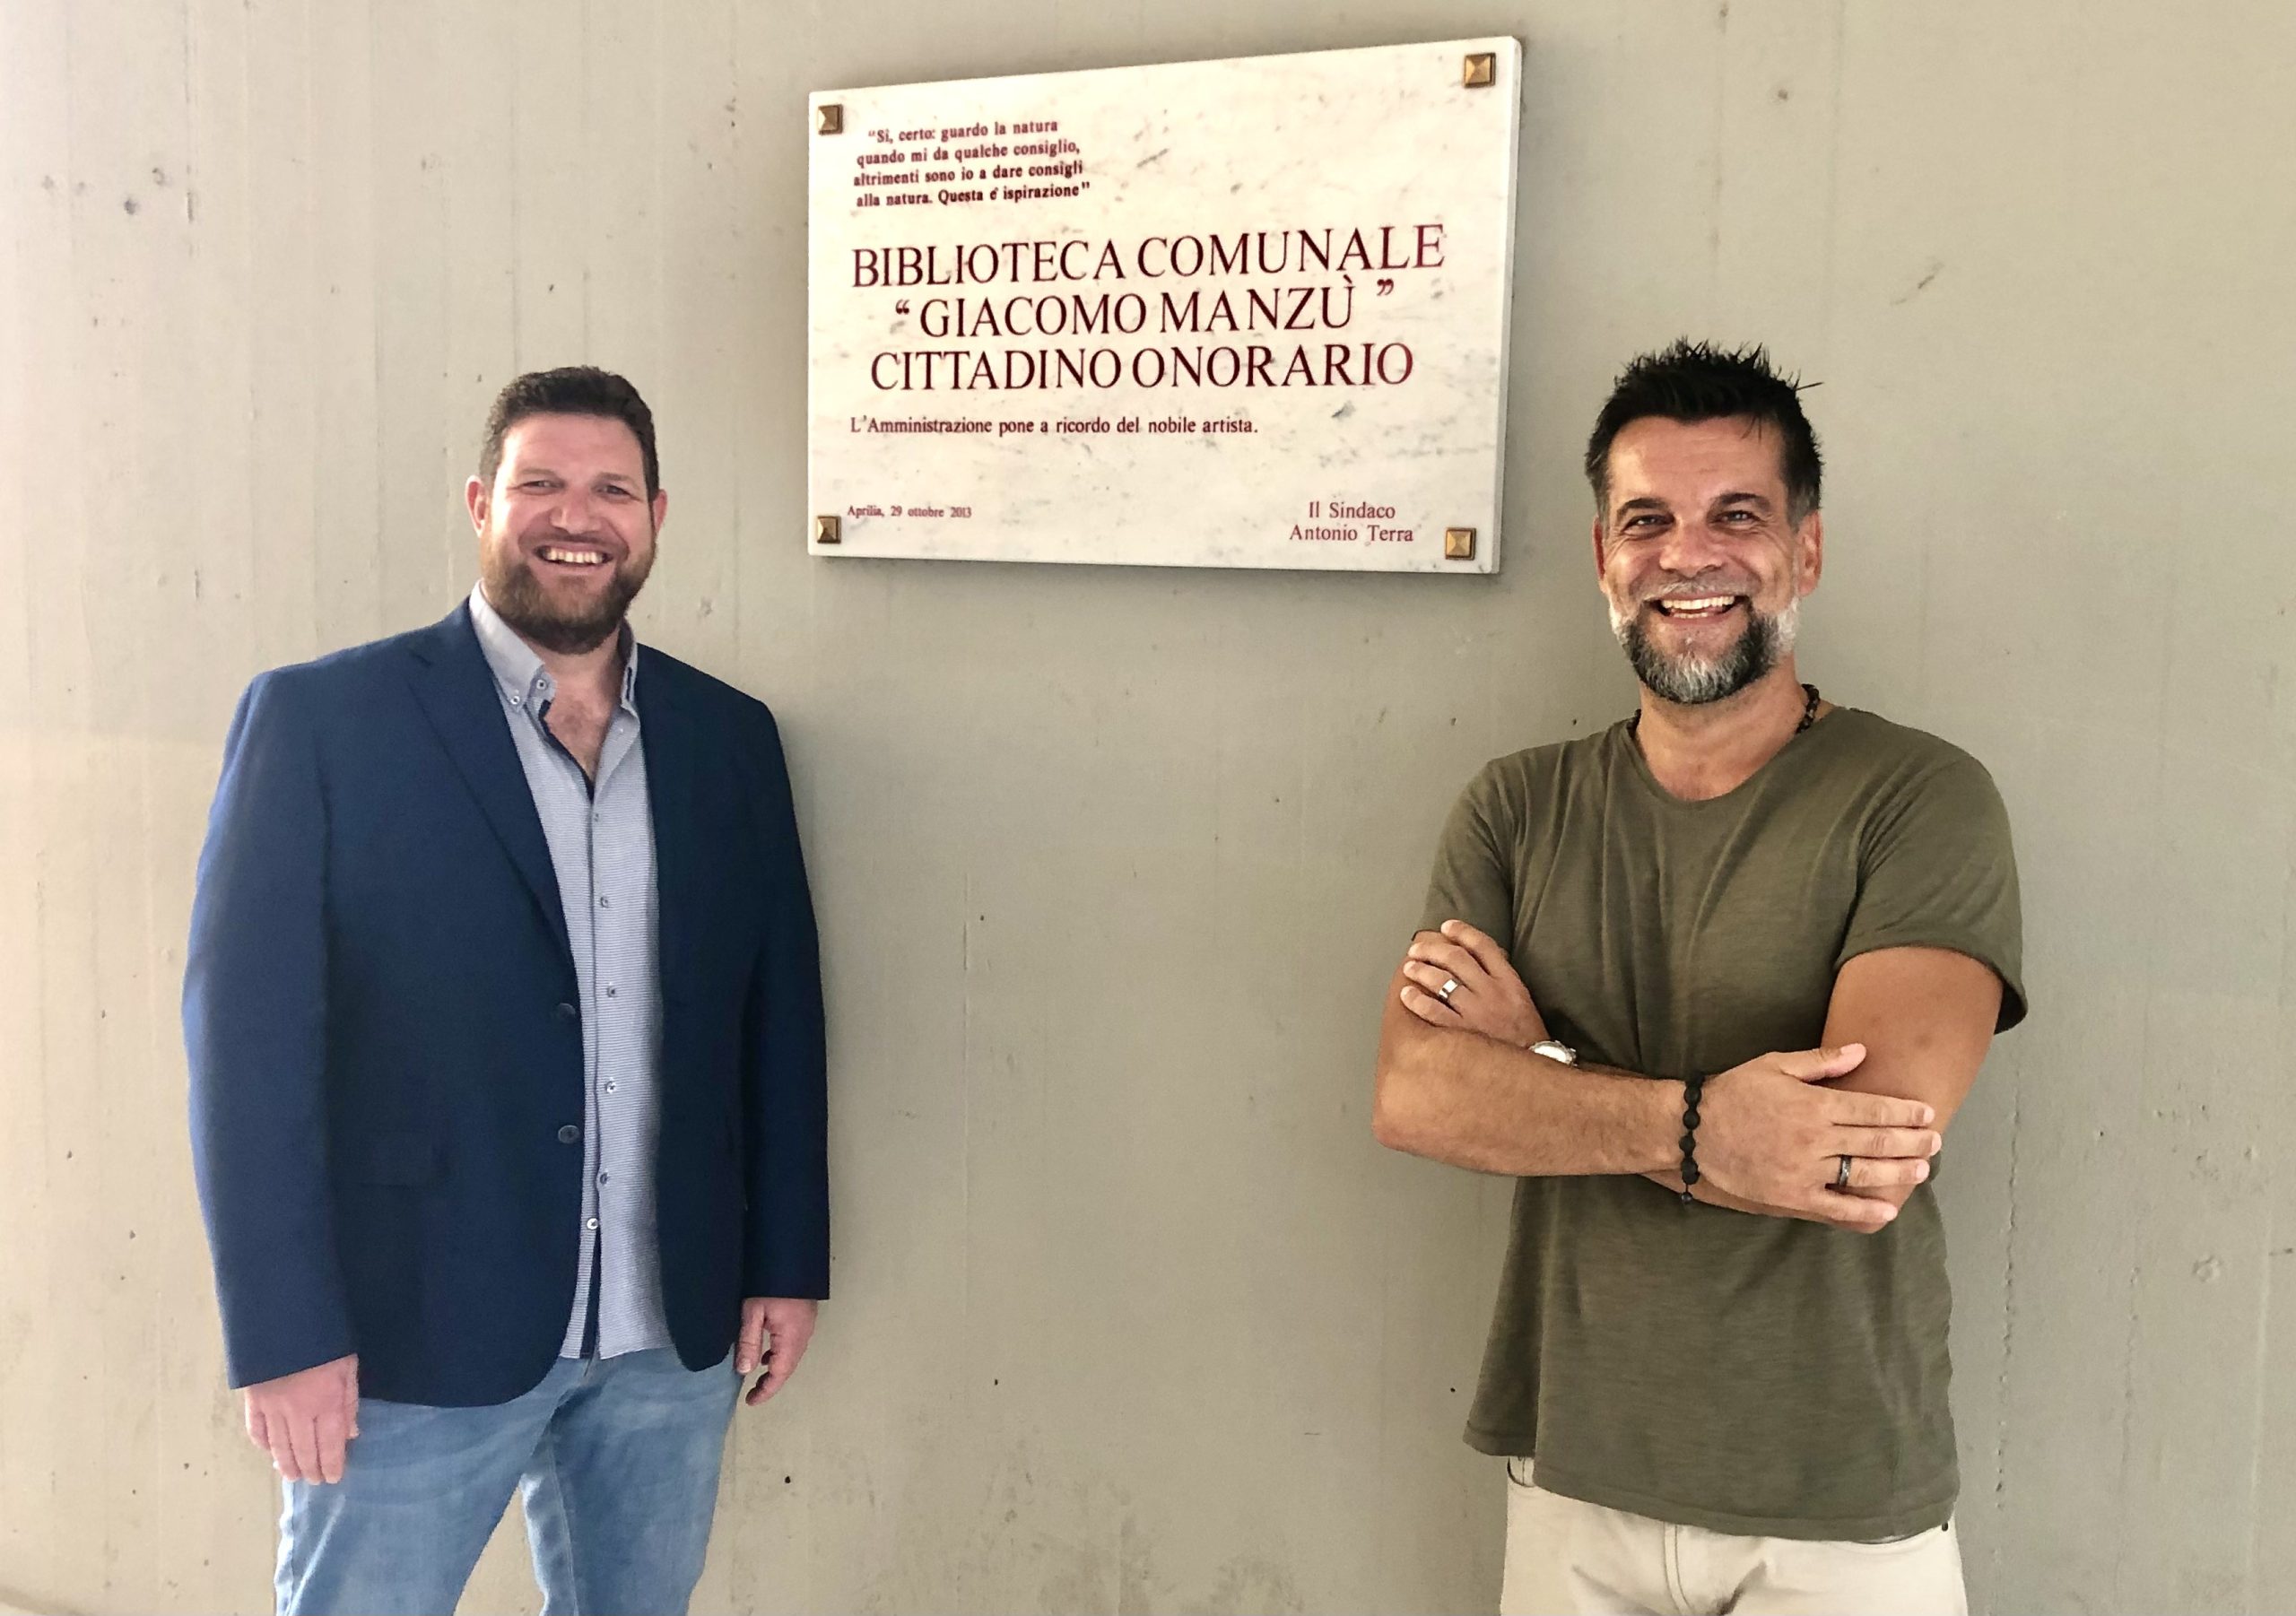 "Si, certo: guardo la natura
quando mi da qualche consiglio,
altrimenti sono io a dare consigli
alla natura. Questa é ispirazione"
BIBLIOTECA COMUNALE
“ GIACOMO MANZÙ ”
CITTADINO ONORARIO
L'Amministrazione pone a ricordo del nobile artista.
Aprilia, 29 ottobre 2013
Il Sindaco
Antonio Terra